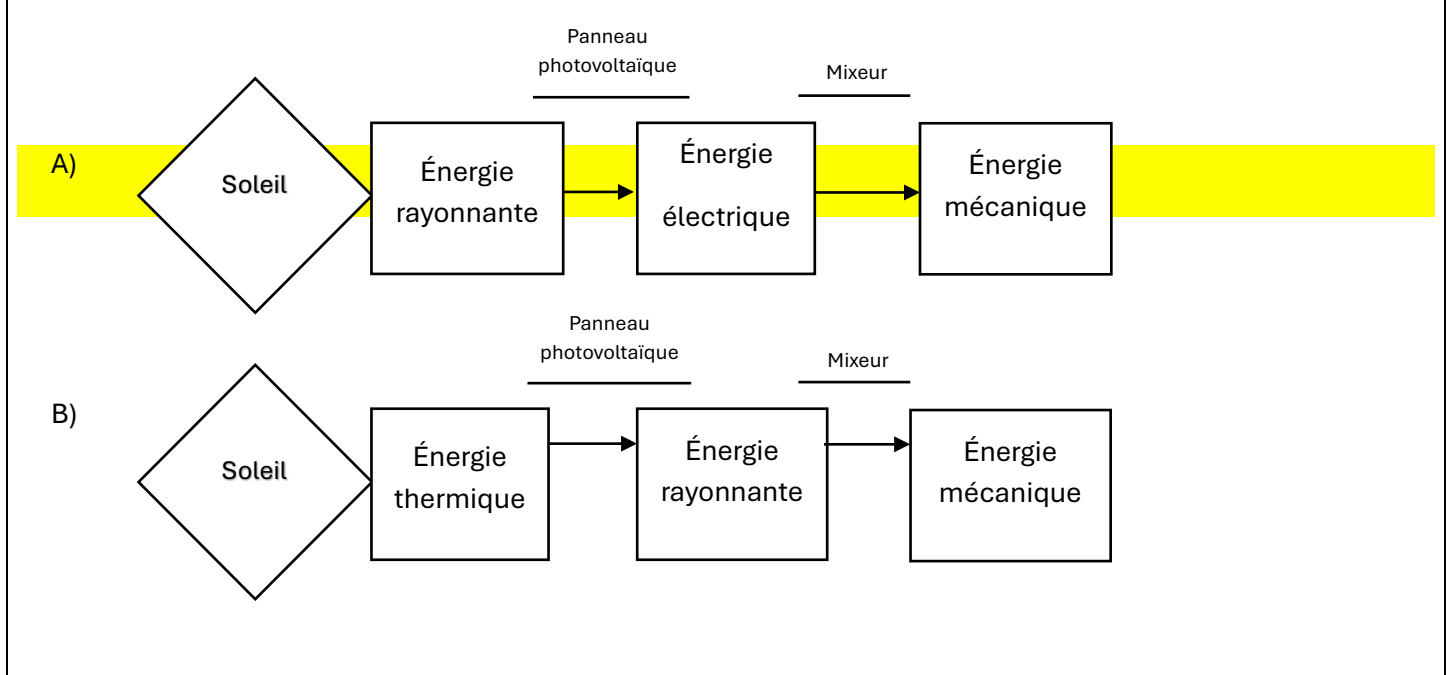 Panneau
photovoltaïque
Mixeur
A)
Soleil
Énergie
rayonnante
Énergie
électrique
Énergie
mécanique
Panneau
photovoltaïque
Mixeur
B)
Soleil
Énergie
thermique
Énergie
rayonnante
Énergie
mécanique